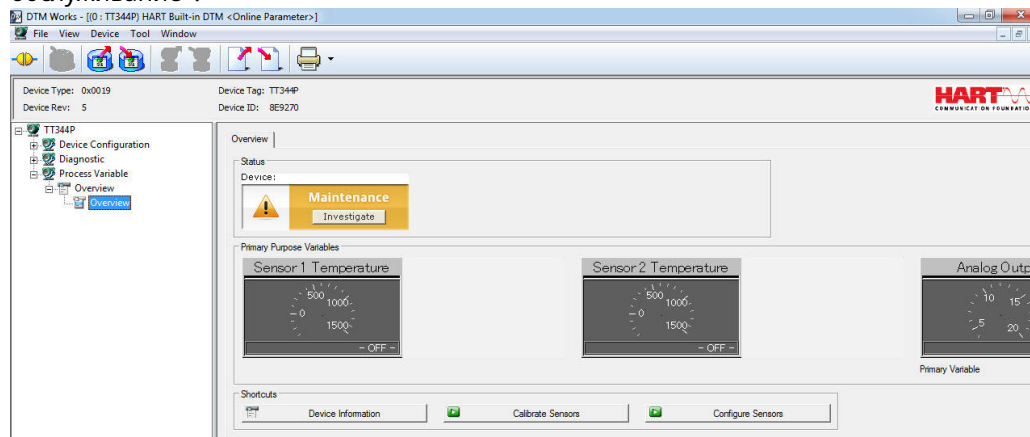 DTM Works - [(0 : TT344P) HART Built-in DTM <Online Parameter>]
File View Device Tool Window
Device Type: 0x0019
Device Tag: TT344P
Device Rev: 5
Device ID: 8E9270
HART
TT344P
Device Configuration
Diagnostic
Process Variable
Overview
Overview
Overview
Status
Device:
Maintenance
Investigate
Primary Purpose Variables
Sensor 1 Temperature
0
500
1000
1500
- OFF -
Sensor 2 Temperature
0
500
1000
1500
- OFF -
Analog Outp
5
10
15
20
Primary Variable
Shortcuts
Device Information
Calibrate Sensors
Configure Sensors